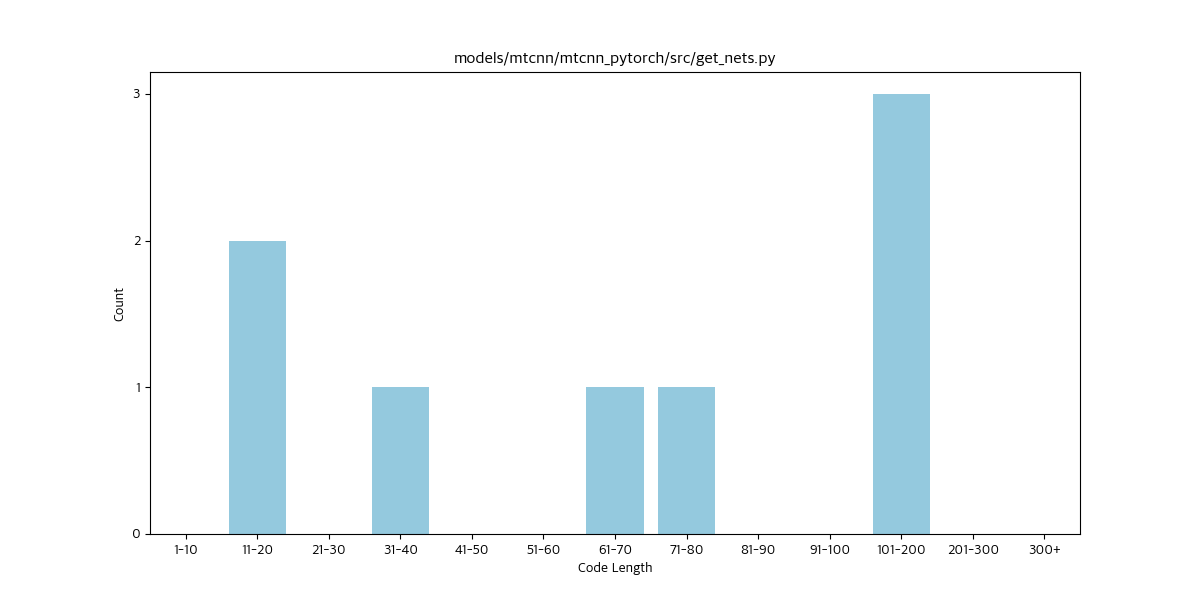 models/mtcnn/mtcnn_pytorch/src/get_nets.py
3
2
1
0
Count
1-10 11-20 21-30 31-40 41-50 51-60 61-70 71-80 81-90 91-100 101-200 201-300 300+
Code Length